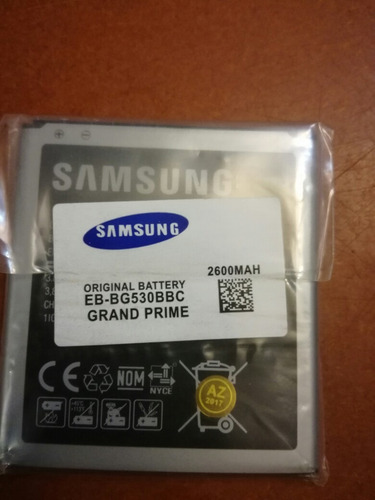 SAMSUNG
SAMSUNG
2600MAH
ORIGINAL BATTERY
EB-BG530BBC
GRAND PRIME
CE
NOM
NYCE
AZ
2017